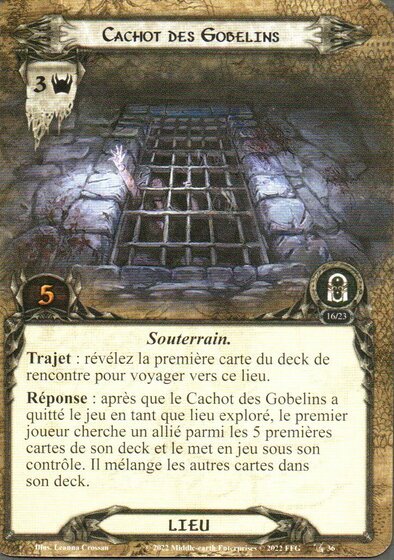 Cachot des Gobelins
3
5
16/23
Souterrain.
Trajet : révélez la première carte du deck de
rencontre pour voyager vers ce lieu.
Réponse : après que le Cachot des Gobelins a
quitté le jeu en tant que lieu exploré, le premier
joueur cherche un allié parmi les 5 premières
cartes de son deck et le met en jeu sous son
contrôle. Il mélange les autres cartes dans
son deck.
LIEU
Illus. Leanna Crossan
©2022 Middle-earth Enterprises ©2022 FFG
36